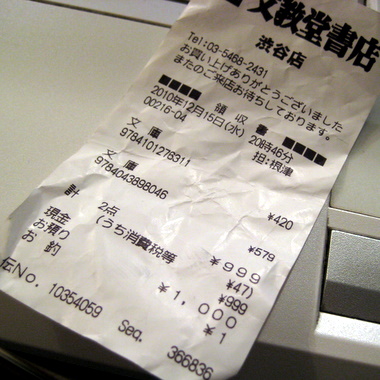 文教堂書店
渋谷店
Tel:03-5468-2431
お買い上げありがとうございました
またのご来店お待ちしております。
■■■■ 領収書 ■■■■
2010年12月15日(水) 20時46分
00216-04 担:根津
文庫
9784101276311 ¥420
文庫
9784043898046 ¥579
計 2点 ¥999
(うち消費税等 ¥47)
現金 ¥999
お預り ¥1,000
お釣 ¥1
伝No. 10354059 Seq. 366836